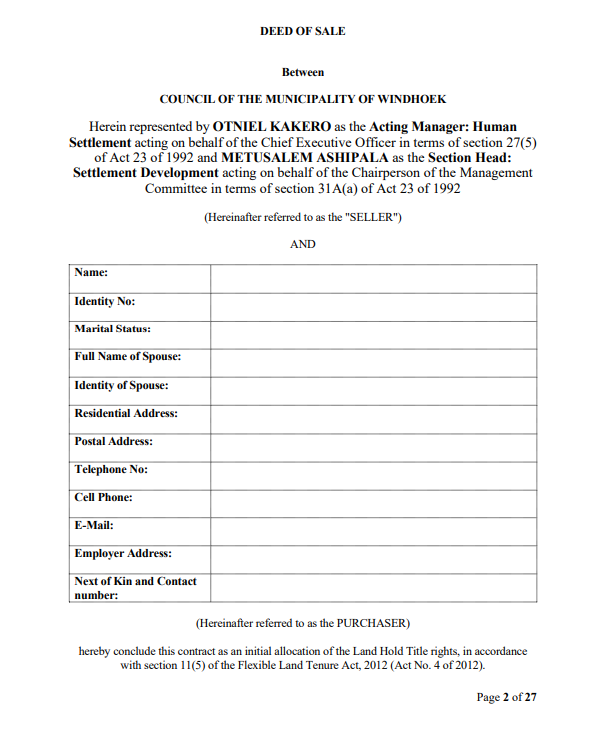 DEED OF SALE
Between
COUNCIL OF THE MUNICIPALITY OF WINDHOEK
Herein represented by OTNIEL KAKERO as the Acting Manager: Human
Settlement acting on behalf of the Chief Executive Officer in terms of section 27(5)
of Act 23 of 1992 and METUSALEM ASHIPALA as the Section Head:
Settlement Development acting on behalf of the Chairperson of the Management
Committee in terms of section 31A(a) of Act 23 of 1992
(Hereinafter referred to as the "SELLER")
AND
Name:
Identity No:
Marital Status:
Full Name of Spouse:
Identity of Spouse:
Residential Address:
Postal Address:
Telephone No:
Cell Phone:
E-Mail:
Employer Address:
Next of Kin and Contact
number:
(Hereinafter referred to as the PURCHASER)
hereby conclude this contract as an initial allocation of the Land Hold Title rights, in accordance
with section 11(5) of the Flexible Land Tenure Act, 2012 (Act No. 4 of 2012).
Page 2 of 27